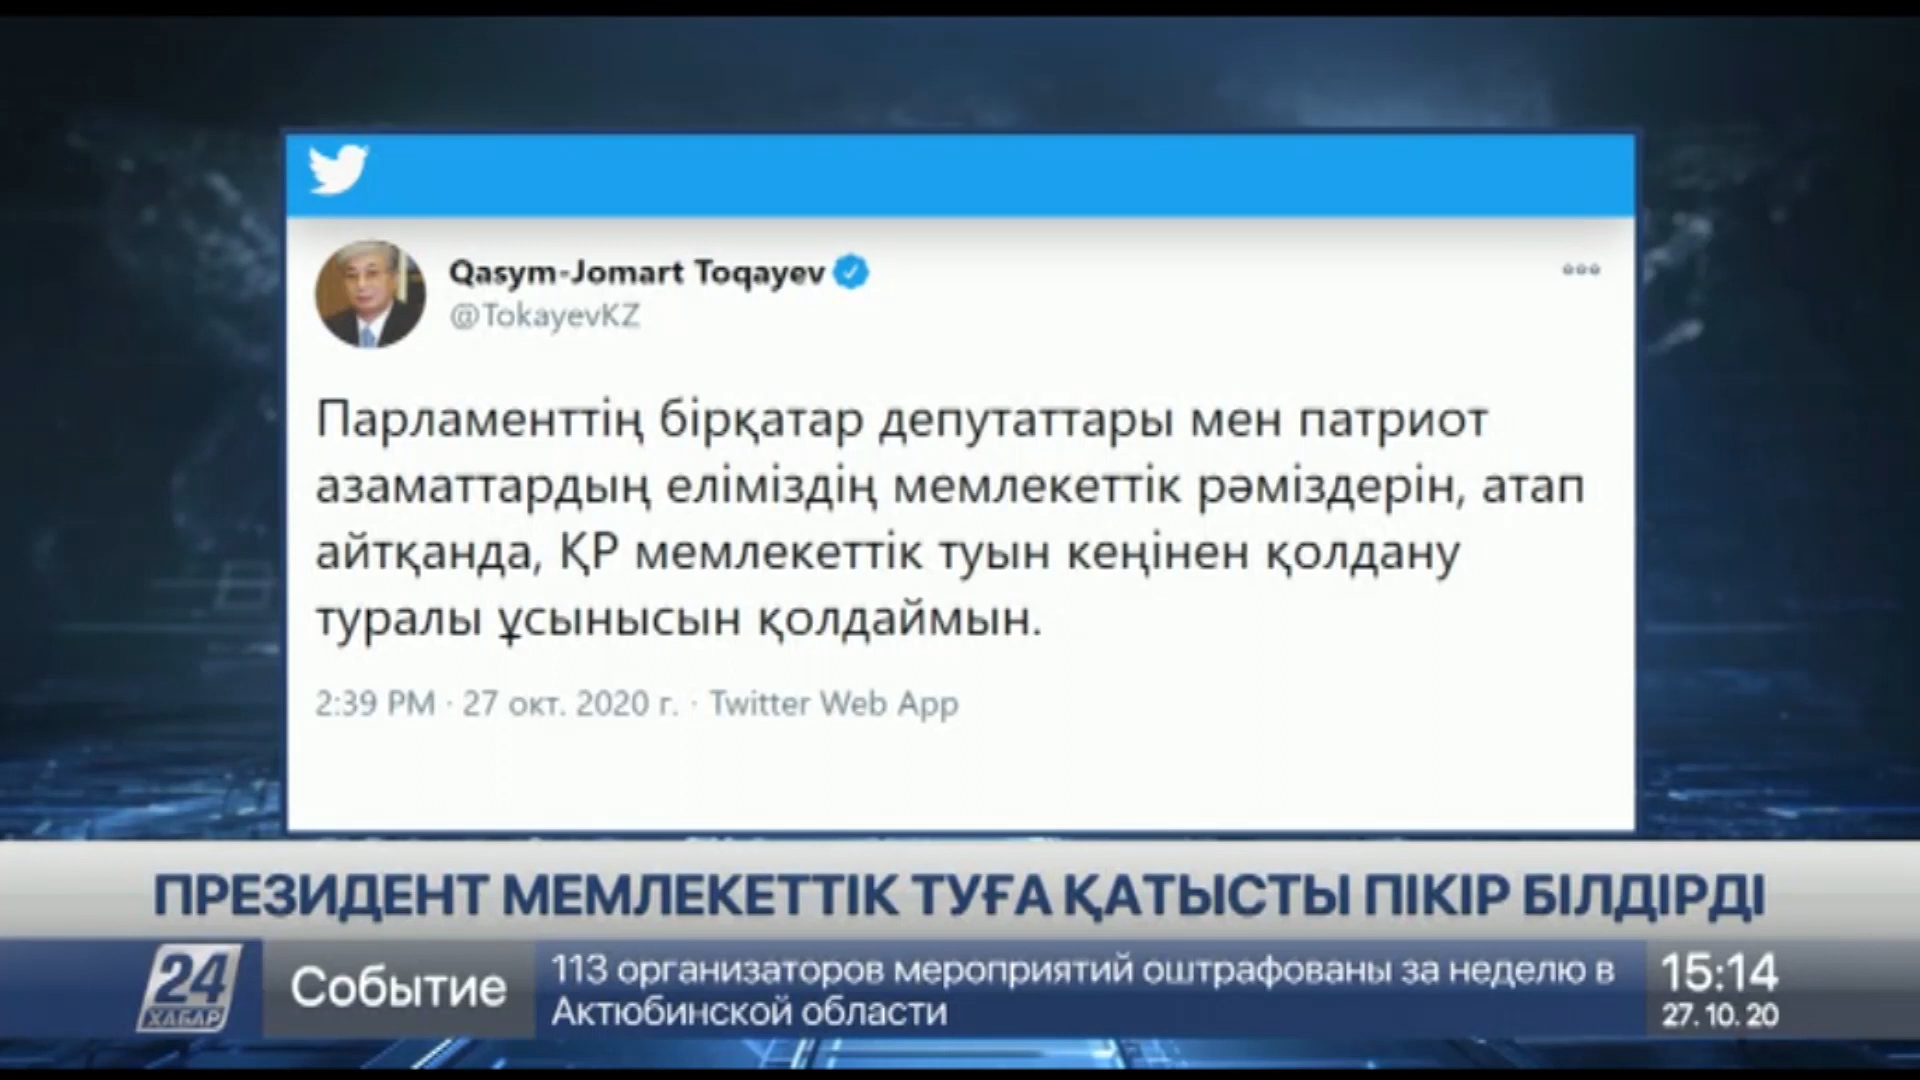 Qasym-Jomart Toqayev
@TokayevKZ
Парламенттің бірқатар депутаттары мен патриот
азаматтардың еліміздің мемлекеттік рәміздерін, атап
айтқанда, ҚР мемлекеттік туын кеңінен қолдану
туралы ұсынысын қолдаймын.
2:39 PM · 27 окт. 2020 г. · Twitter Web App
ПРЕЗИДЕНТ МЕМЛЕКЕТТІК ТУҒА ҚАТЫСТЫ ПІКІР БІЛДІРДІ
24
ХАБАР
Событие
113 организаторов мероприятий оштрафованы за неделю в
Актюбинской области
15:14
27.10.20